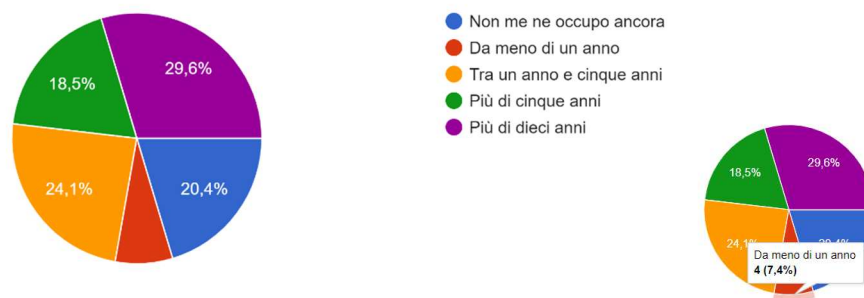 29,6%
18,5%
24,1%
20,4%
Non me ne occupo ancora
Da meno di un anno
Tra un anno e cinque anni
Più di cinque anni
Più di dieci anni
29,6%
18,5%
Da meno di un anno
4 (7,4%)